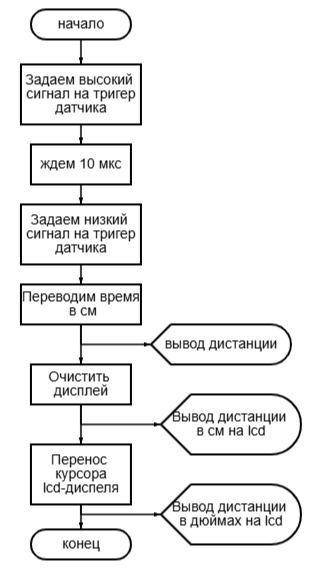 начало
Задаем высокий
сигнал на тригер
датчика
ждем 10 мкс
Задаем низкий
сигнал на тригер
датчика
Переводим время
в см
вывод дистанции
Очистить
дисплей
Вывод дистанции
в см на lcd
Перенос
курсора
lcd-диспеля
Вывод дистанции
в дюймах на lcd
конец